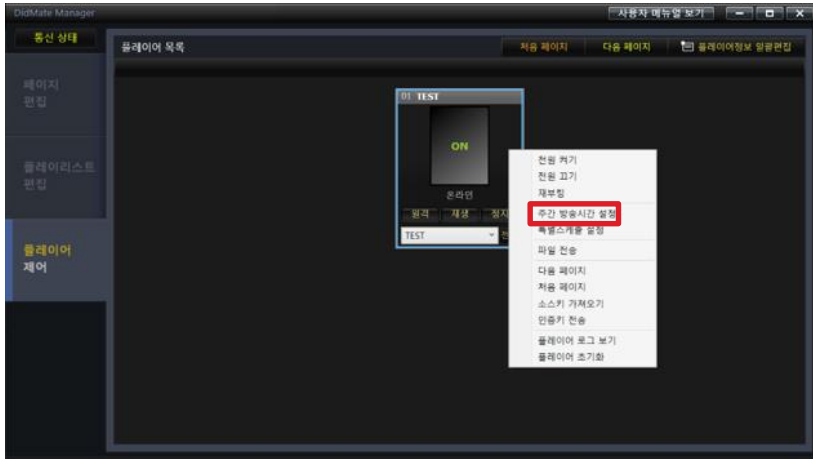 DidMate Manager
사용자 메뉴얼 보기
통신 상태
플레이어 목록
처음 페이지
다음 페이지
플레이어정보 일괄편집
페이지
편집
플레이리스트
편집
플레이어
제어
01 TEST
ON
온라인
원격
재생
정지
TEST
전원 켜기
전원 끄기
재부팅
주간 방송시간 설정
특별스케줄 설정
파일 전송
다음 페이지
처음 페이지
소스키 가져오기
인증키 전송
플레이어 로그 보기
플레이어 초기화